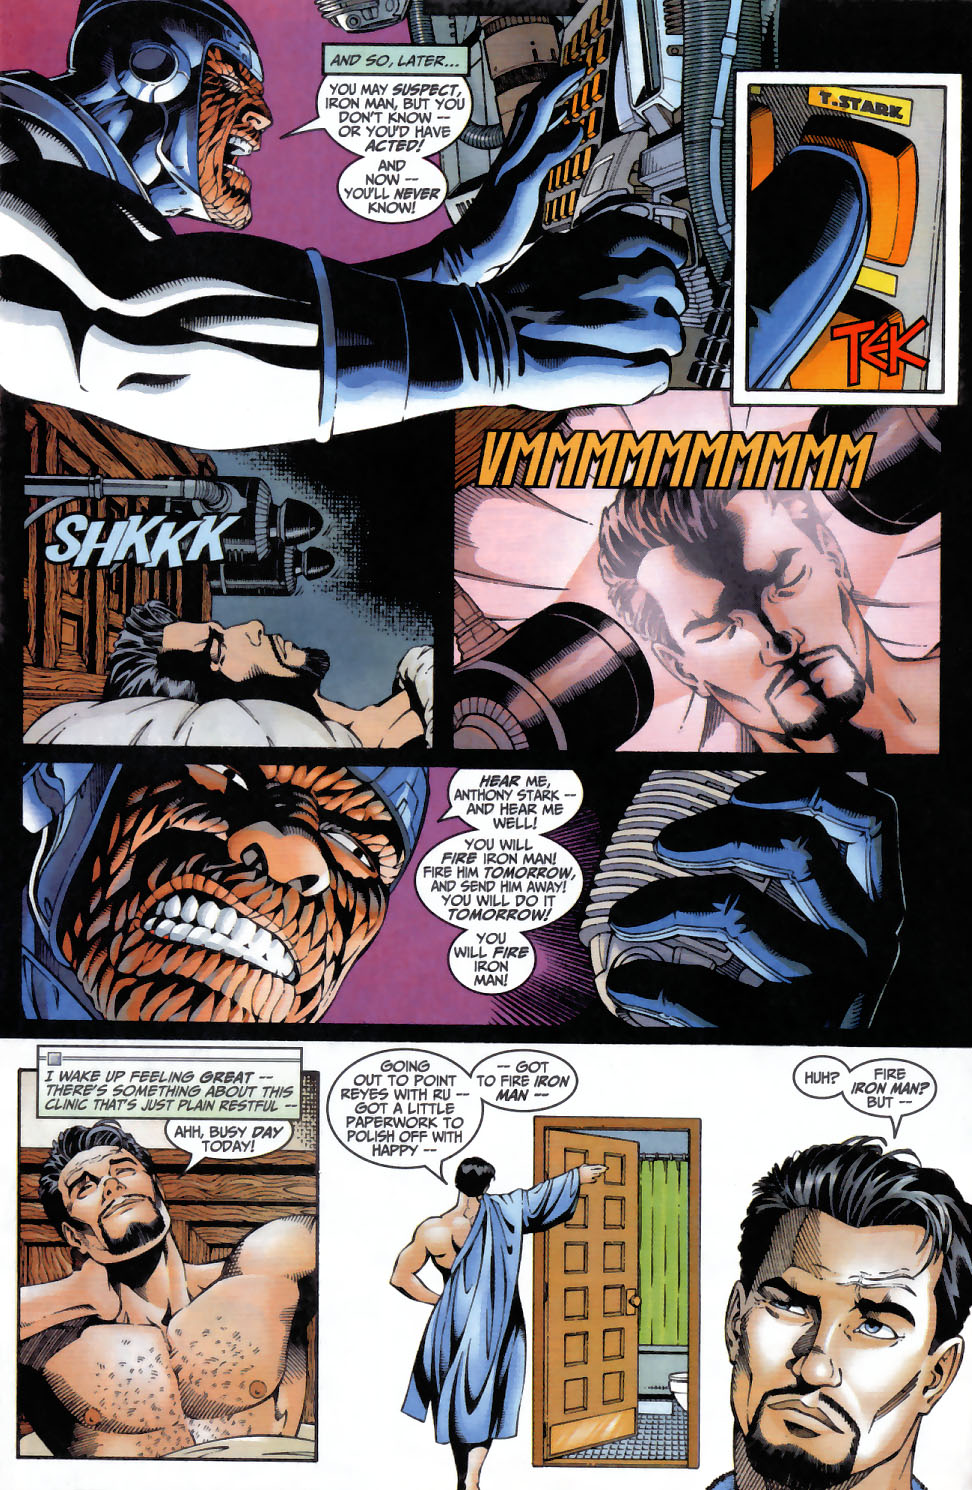 AND SO, LATER...
YOU MAY SUSPECT,
IRON MAN, BUT YOU
DON'T KNOW --
OR YOU'D HAVE
ACTED!
AND
NOW --
YOU'LL NEVER
KNOW!
T. STARK
TEK
SHKKK
VMMMMMMMMMM
HEAR ME,
ANTHONY STARK --
AND HEAR ME
WELL!
YOU WILL
FIRE IRON MAN!
FIRE HIM TOMORROW,
AND SEND HIM AWAY!
YOU WILL DO IT
TOMORROW!
YOU
WILL FIRE
IRON
MAN!
I WAKE UP FEELING GREAT --
THERE'S SOMETHING ABOUT THIS
CLINIC THAT'S JUST PLAIN RESTFUL --
AHH, BUSY DAY
TODAY!
GOING
OUT TO POINT
REYES WITH RU --
GOT A LITTLE
PAPERWORK TO
POLISH OFF WITH
HAPPY --
-- GOT
TO FIRE IRON
MAN --
HUH?
FIRE
IRON MAN?
BUT --